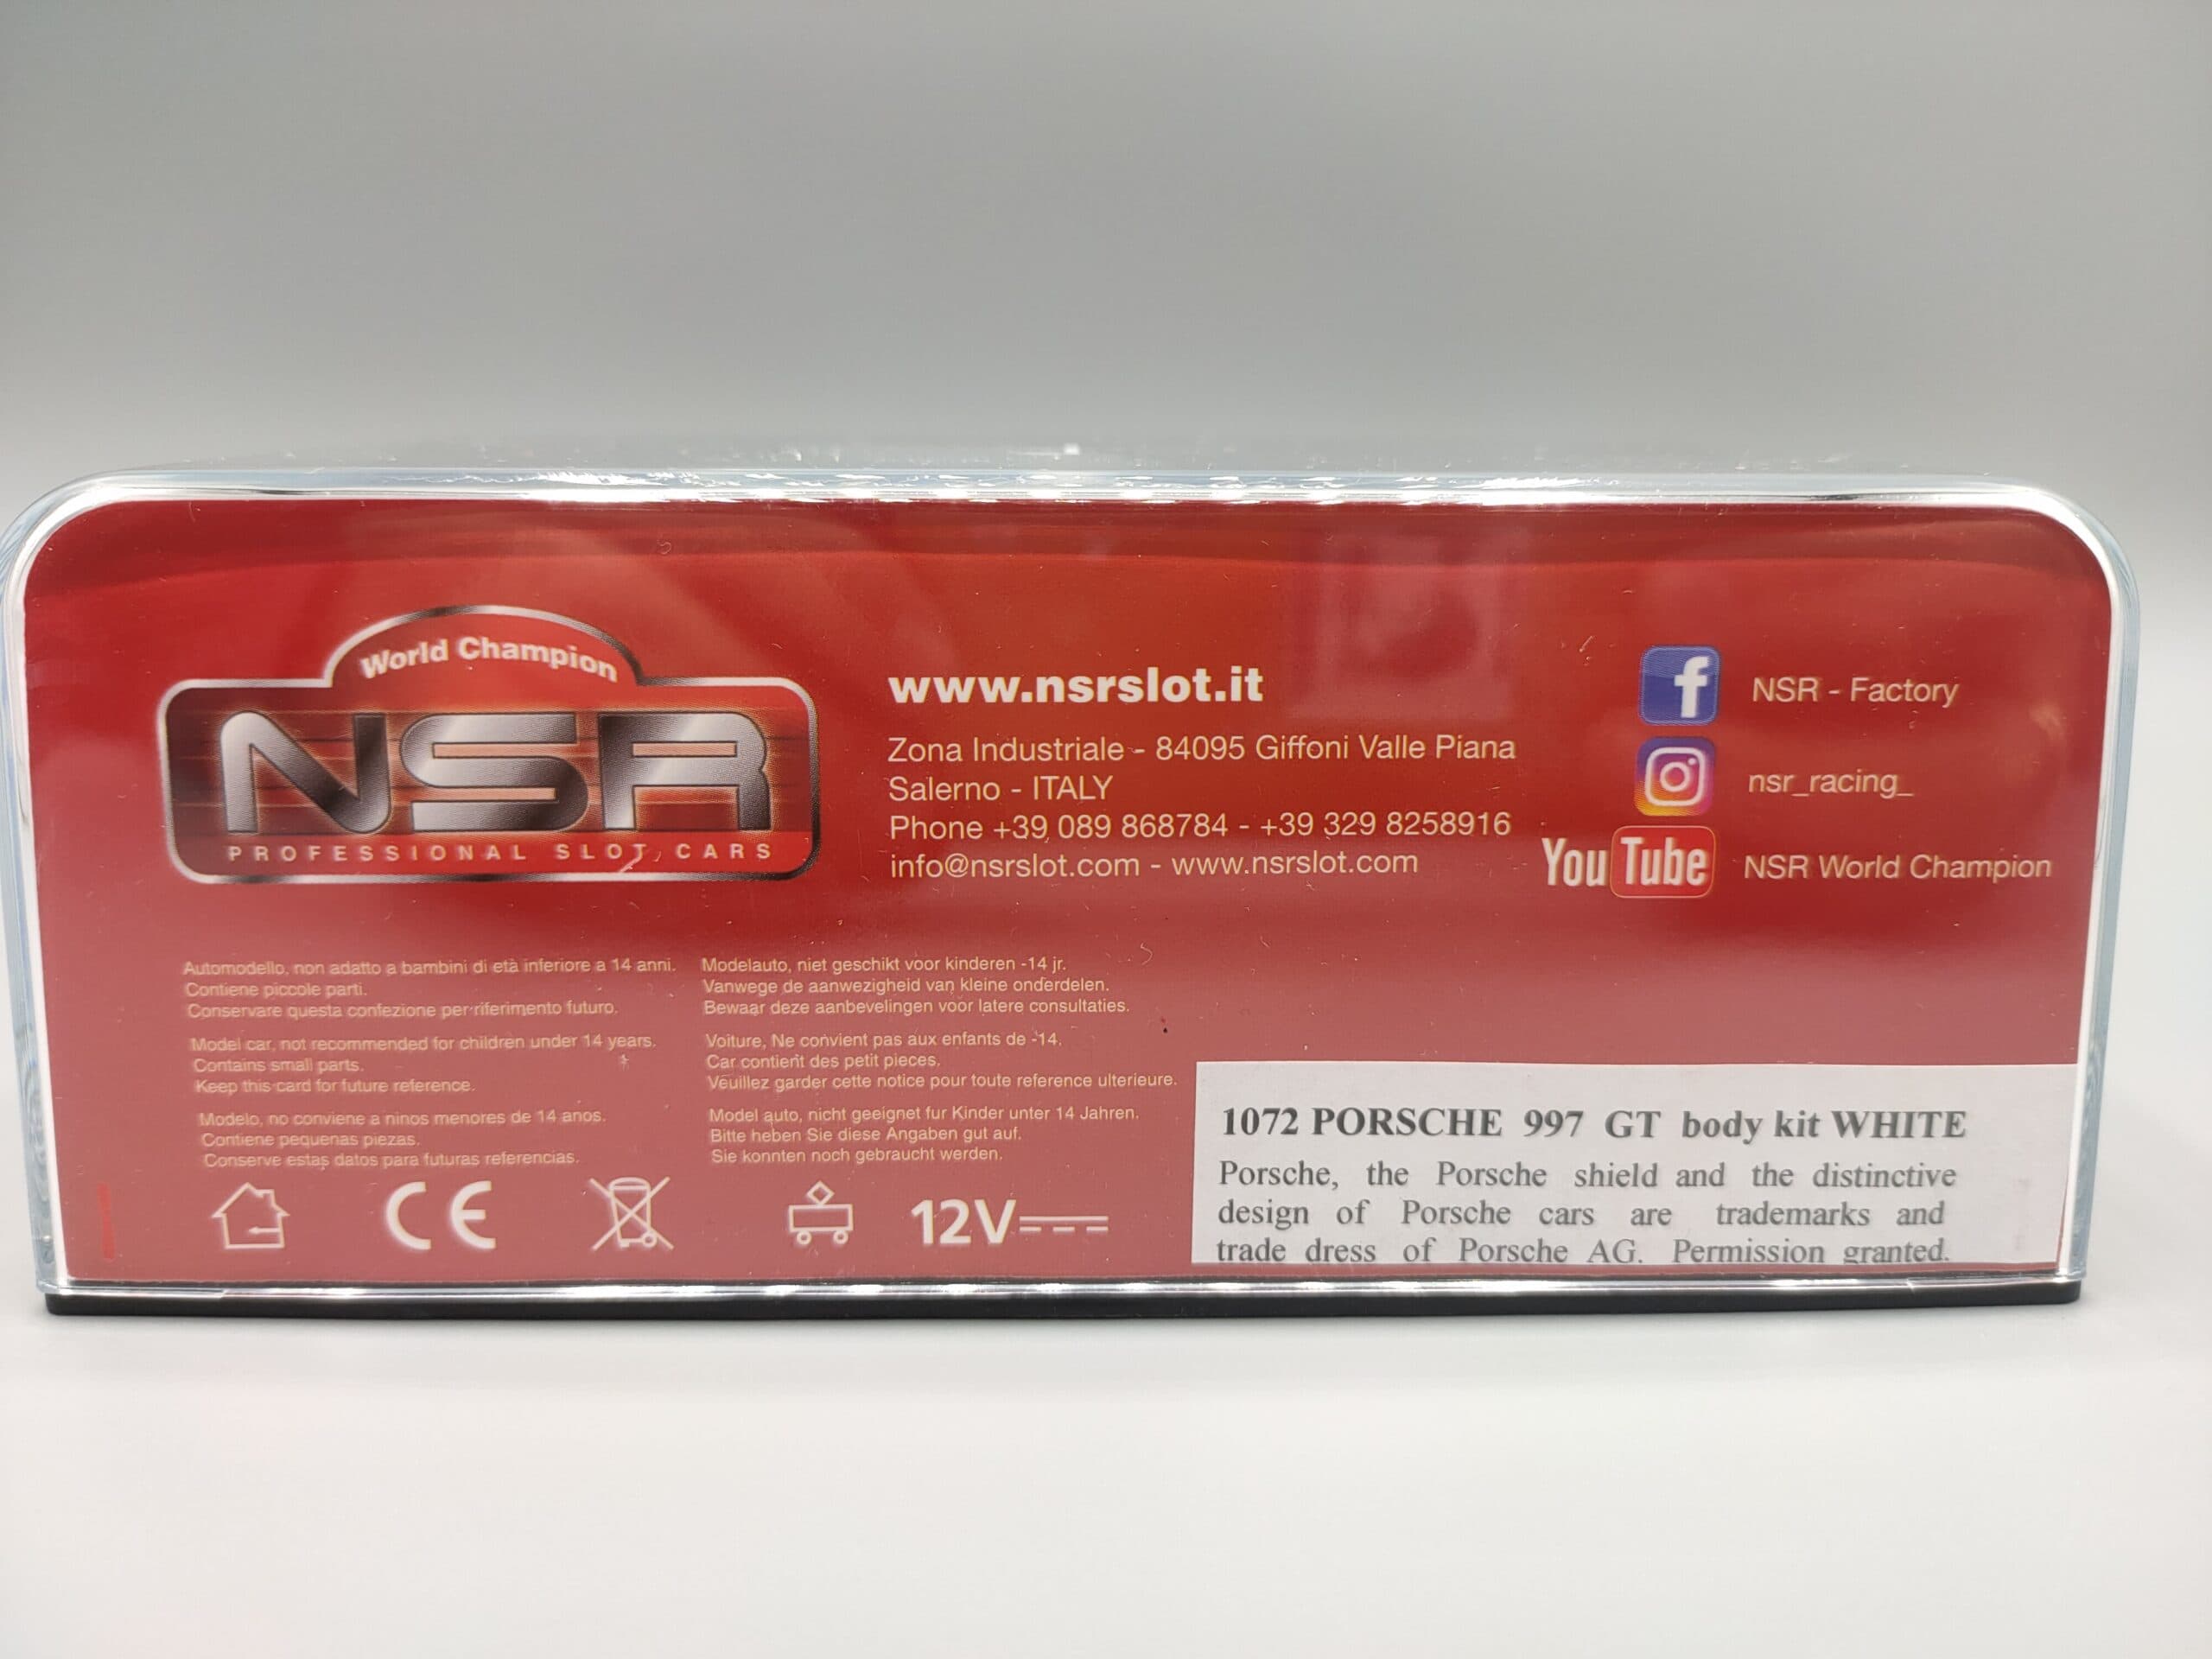 World Champion
NSR
PROFESSIONAL SLOT CARS
www.nsrslot.it
Zona Industriale - 84095 Giffoni Valle Piana
Salerno - ITALY
Phone +39 089 868784 - +39 329 8258916
info@nsrslot.com - www.nsrslot.com
f NSR - Factory
nsr_racing_
YouTube NSR World Champion
Automodello, non adatto a bambini di età inferiore a 14 anni.
Contiene piccole parti.
Conservare questa confezione per riferimento futuro.
Model car, not recommended for children under 14 years.
Contains small parts.
Keep this card for future reference.
Modelo, no conviene a ninos menores de 14 anos.
Contiene pequenas piezas.
Conserve estas datos para futuras referencias.
Modelauto, niet geschikt voor kinderen -14 jr.
Vanwege de aanwezigheid van kleine onderdelen.
Bewaar deze aanbevelingen voor latere consultaties.
Voiture, Ne convient pas aux enfants de -14.
Car contient des petit pieces.
Veuillez garder cette notice pour toute reference ulterieure.
Model auto, nicht geeignet fur Kinder unter 14 Jahren.
Bitte heben Sie diese Angaben gut auf.
Sie konnten noch gebraucht werden.
CE
12V
1072 PORSCHE 997 GT body kit WHITE
Porsche, the Porsche shield and the distinctive
design of Porsche cars are trademarks and
trade dress of Porsche AG. Permission granted.